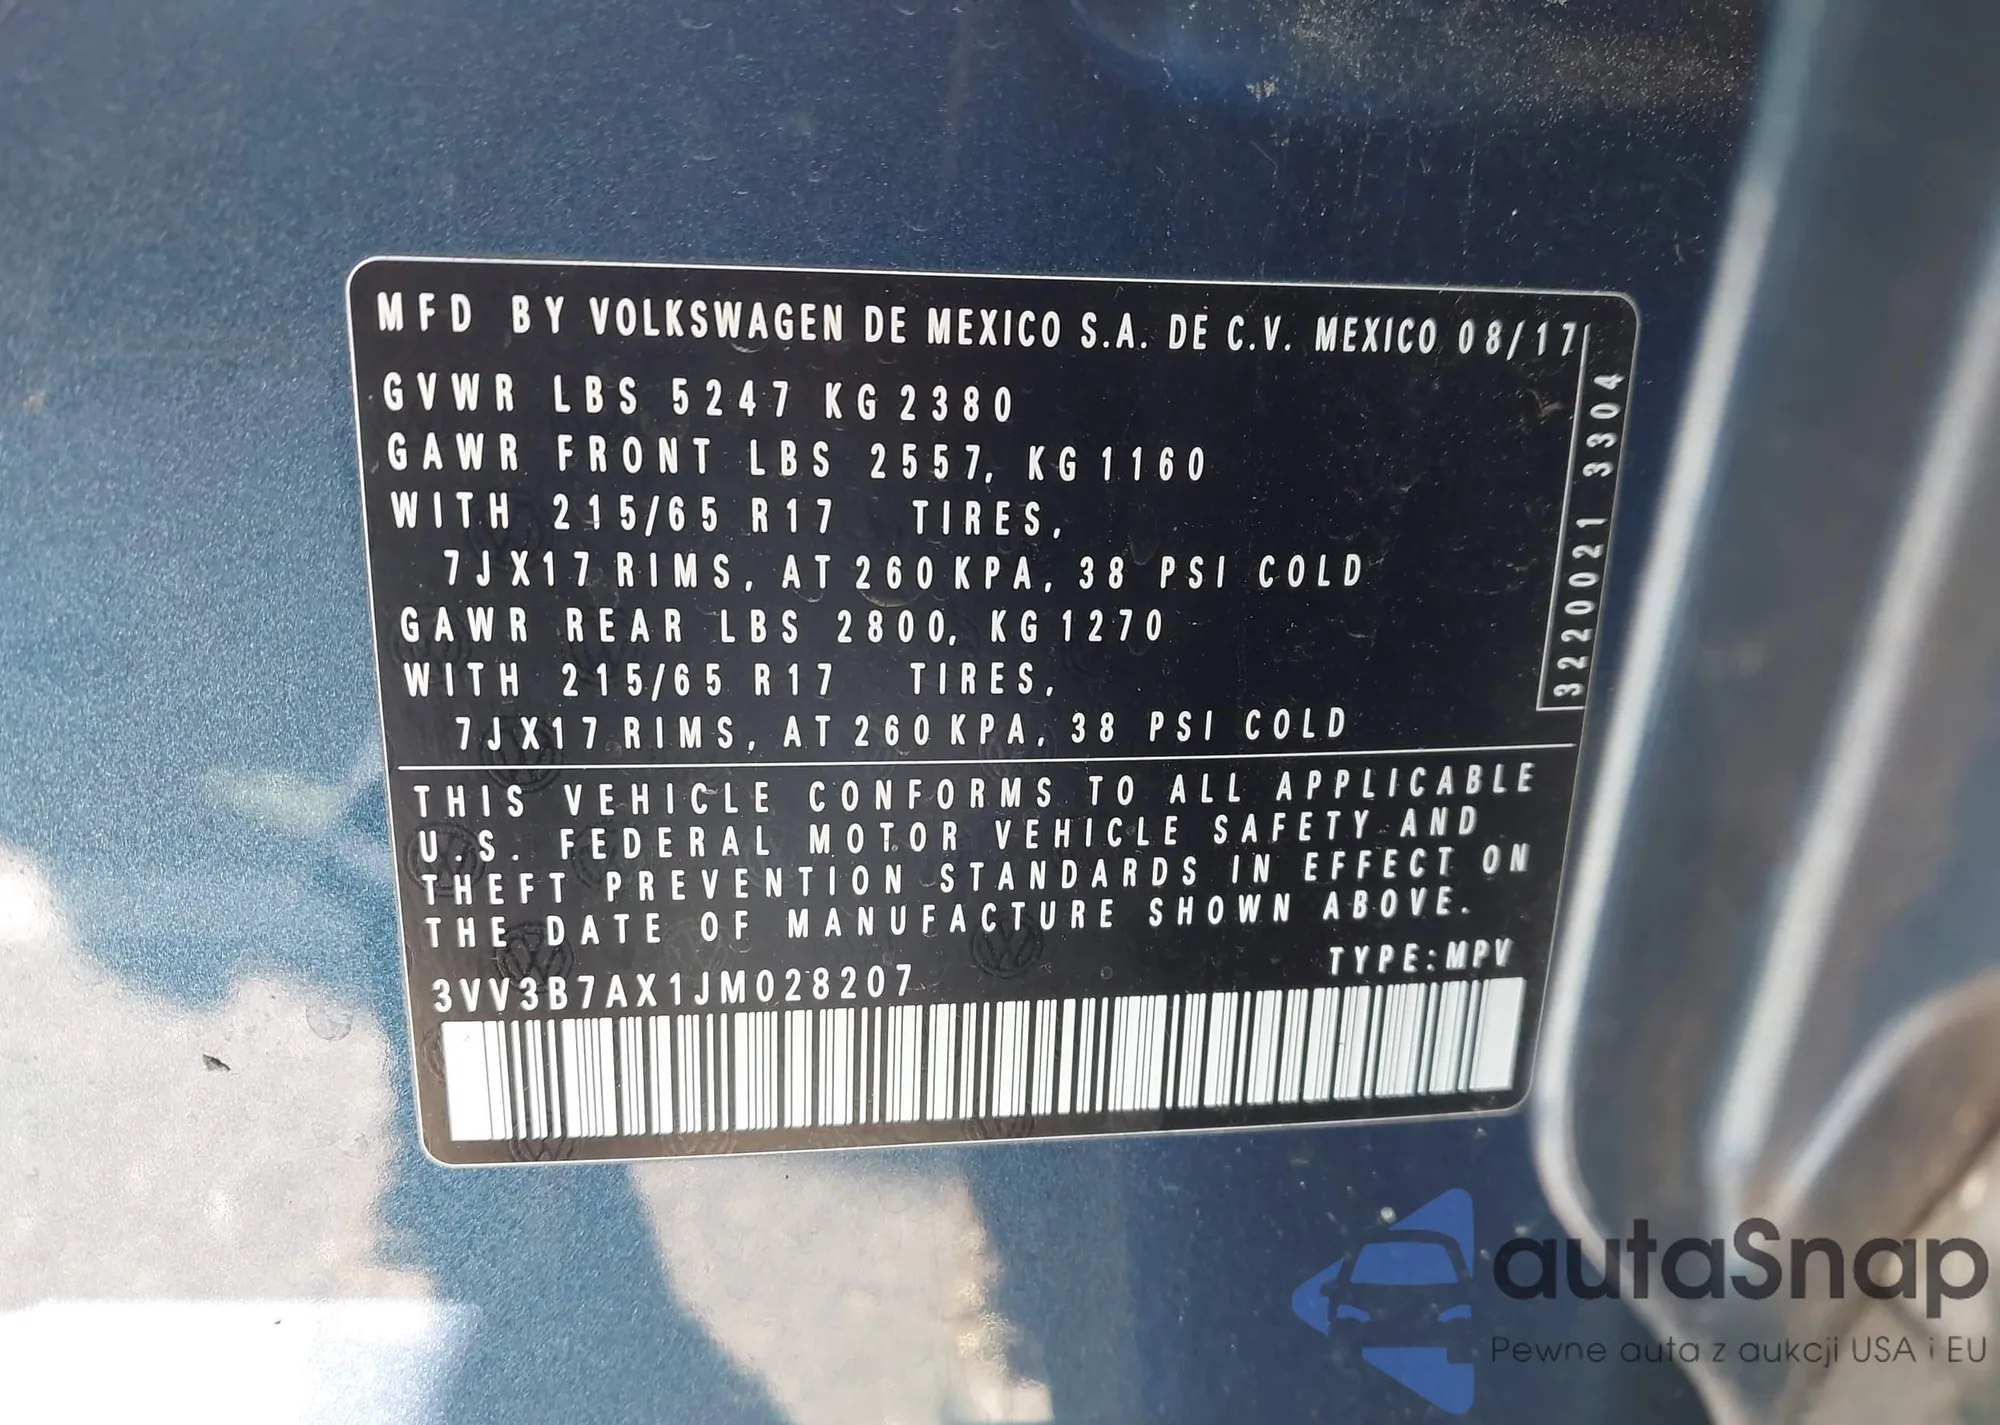 MFD BY VOLKSWAGEN DE MEXICO S.A. DE C.V. MEXICO 08/17
GVWR LBS 5247 KG 2380
GAWR FRONT LBS 2557, KG 1160
WITH 215/65 R17 TIRES,
7JX17 RIMS, AT 260 KPA, 38 PSI COLD
GAWR REAR LBS 2800, KG 1270
WITH 215/65 R17 TIRES,
7JX17 RIMS, AT 260 KPA, 38 PSI COLD
3220021 3304
THIS VEHICLE CONFORMS TO ALL APPLICABLE
U.S. FEDERAL MOTOR VEHICLE SAFETY AND
THEFT PREVENTION STANDARDS IN EFFECT ON
THE DATE OF MANUFACTURE SHOWN ABOVE.
TYPE:MPV
3VV3B7AX1JM028207
autaSnap
Pewne auta z aukcji USA i EU